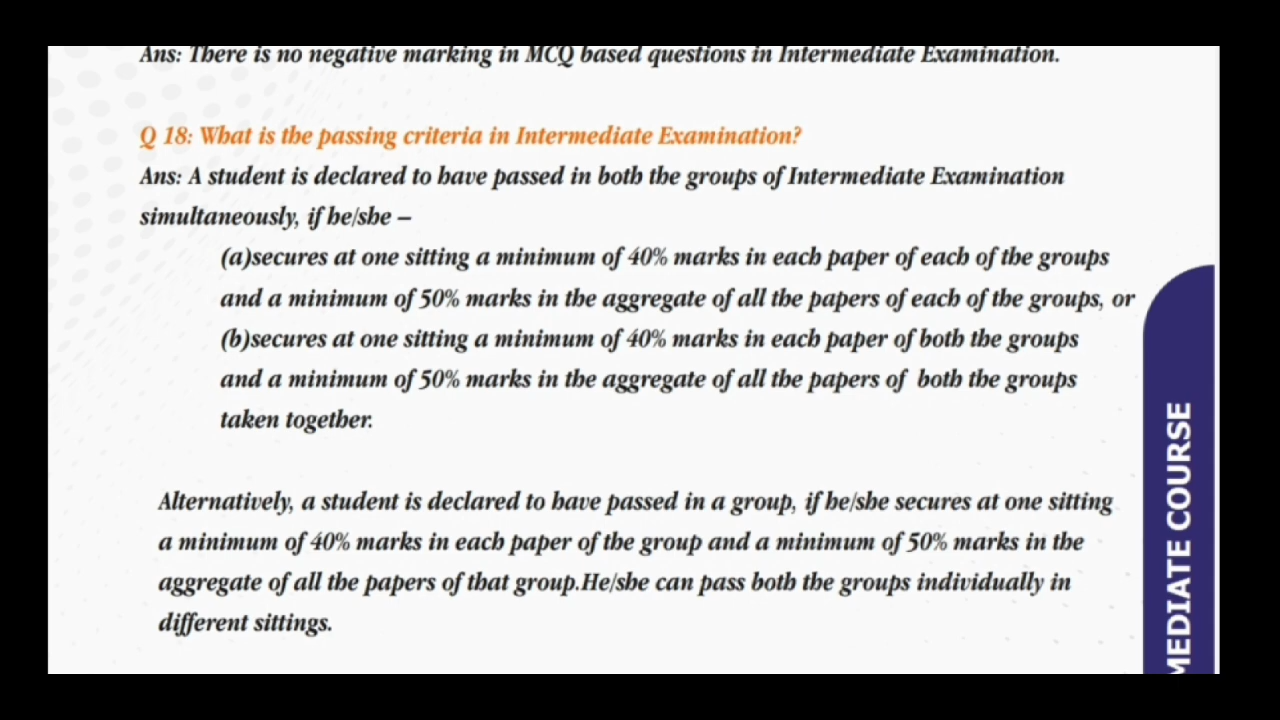 Ans: There is no negative marking in MCQ based questions in Intermediate Examination.
Q 18: What is the passing criteria in Intermediate Examination?
Ans: A student is declared to have passed in both the groups of Intermediate Examination
simultaneously, if he/she –
(a)secures at one sitting a minimum of 40% marks in each paper of each of the groups
and a minimum of 50% marks in the aggregate of all the papers of each of the groups, or
(b)secures at one sitting a minimum of 40% marks in each paper of both the groups
and a minimum of 50% marks in the aggregate of all the papers of both the groups
taken together.
Alternatively, a student is declared to have passed in a group, if he/she secures at one sitting
a minimum of 40% marks in each paper of the group and a minimum of 50% marks in the
aggregate of all the papers of that group.He/she can pass both the groups individually in
different sittings.
MEDIATE COURSE